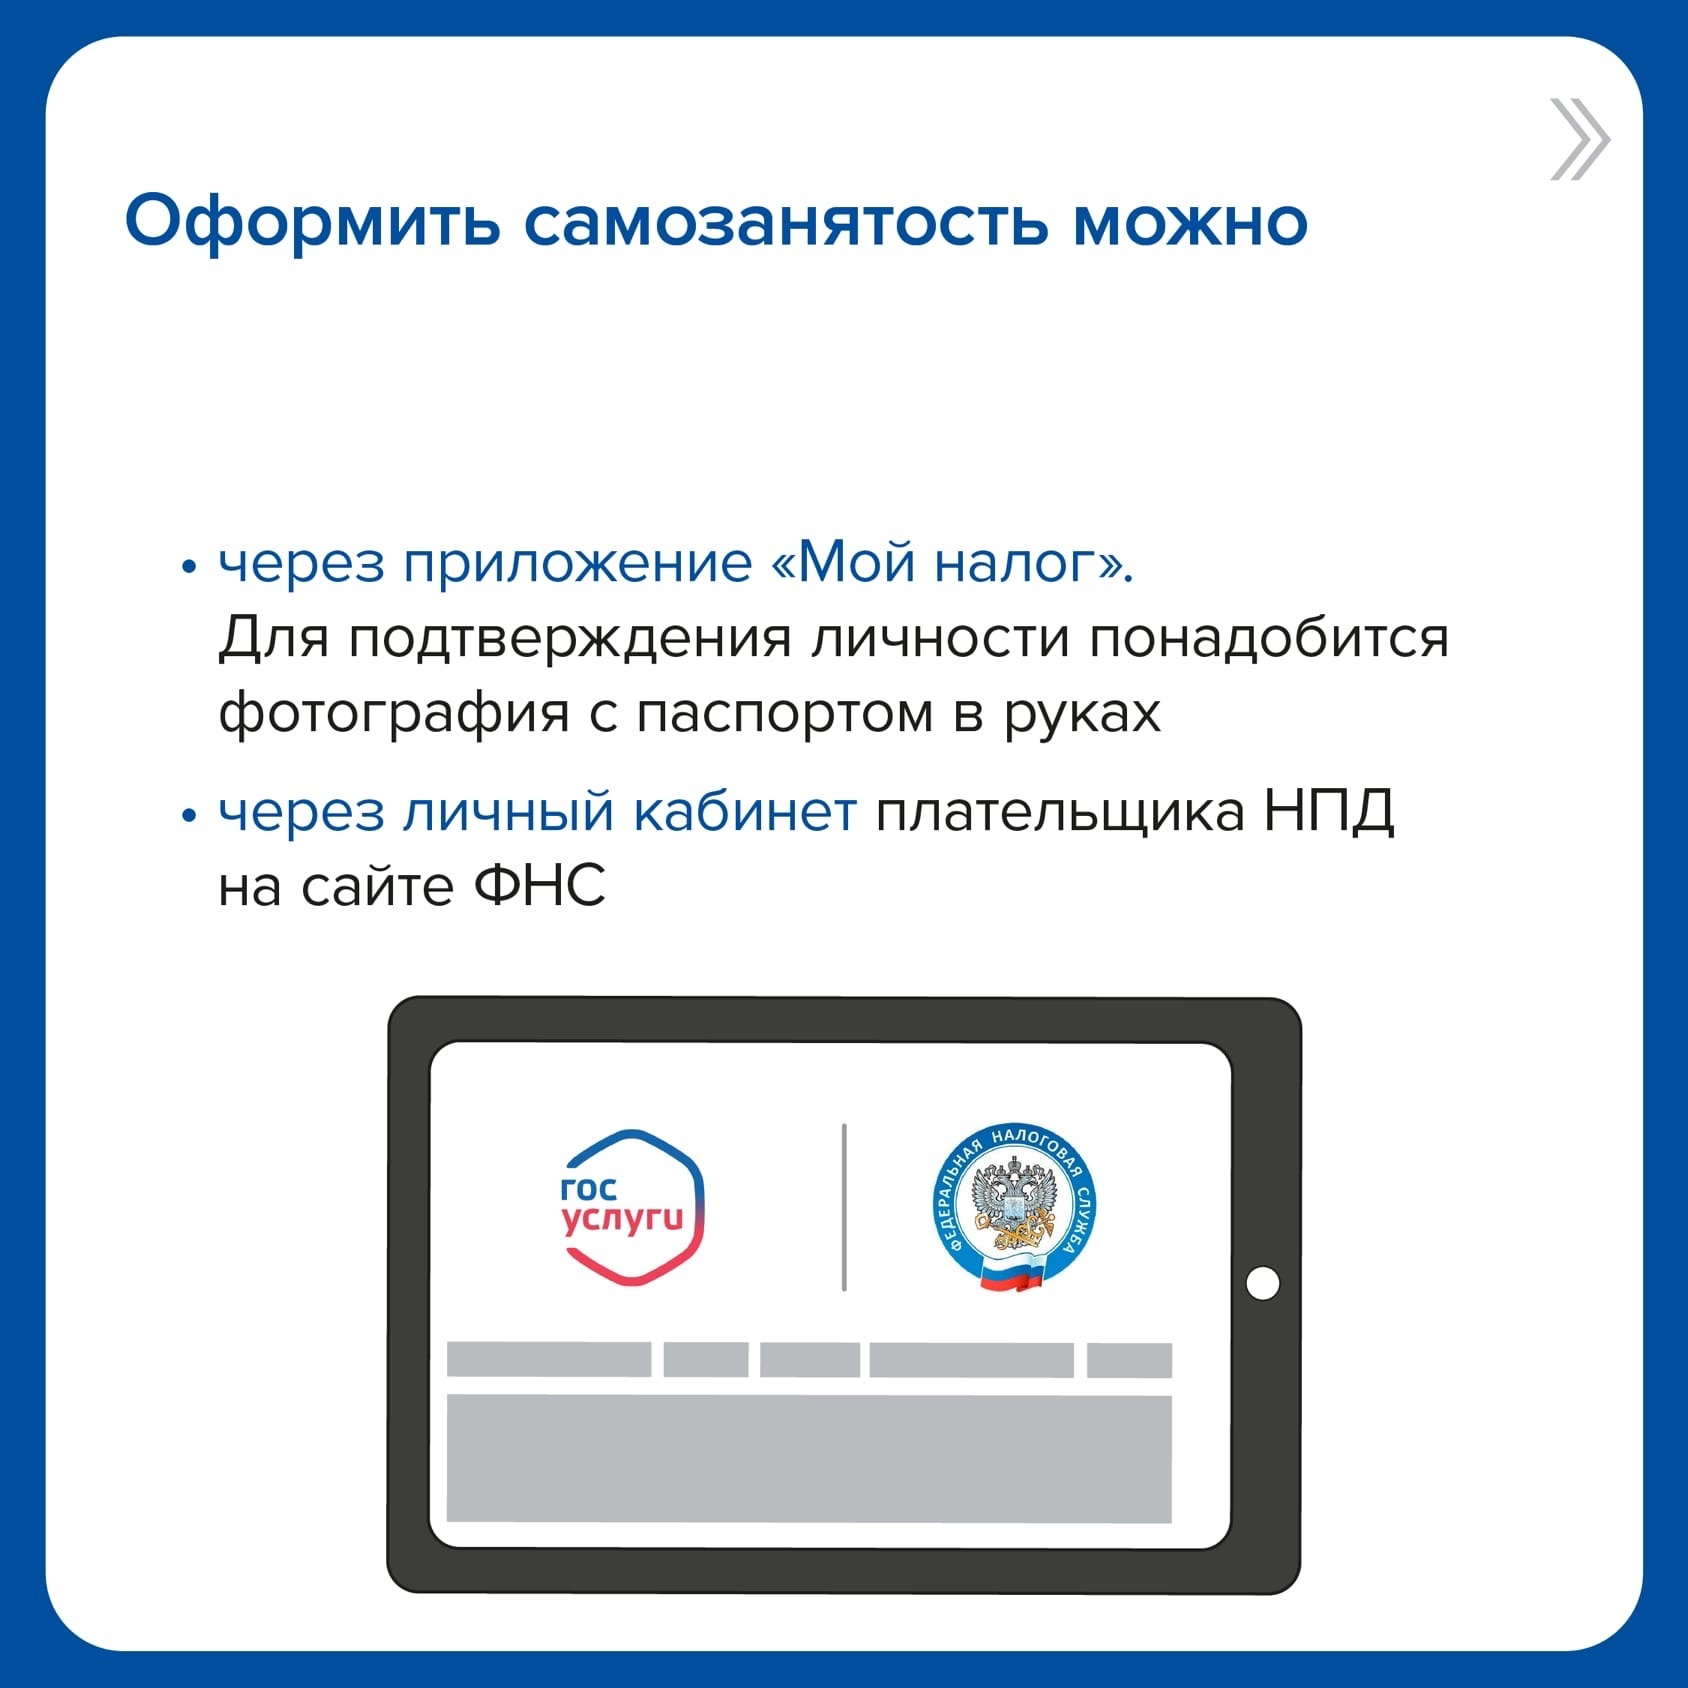 Оформить самозанятость можно
• через приложение «Мой налог».
Для подтверждения личности понадобится
фотография с паспортом в руках
• через личный кабинет плательщика НПД
на сайте ФНС
гос
услуги
ФЕДЕРАЛЬНАЯ НАЛОГОВАЯ СЛУЖБА